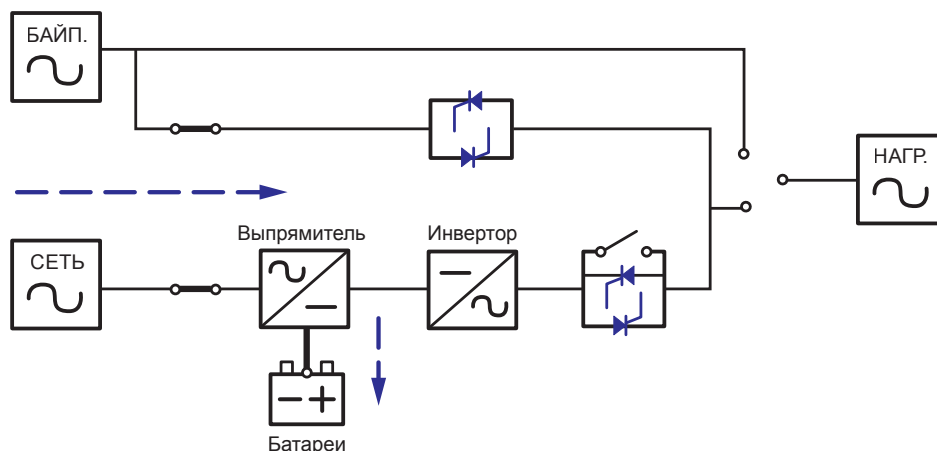 БАЙП.
НАГР.
Выпрямитель
Инвертор
СЕТЬ
Батареи